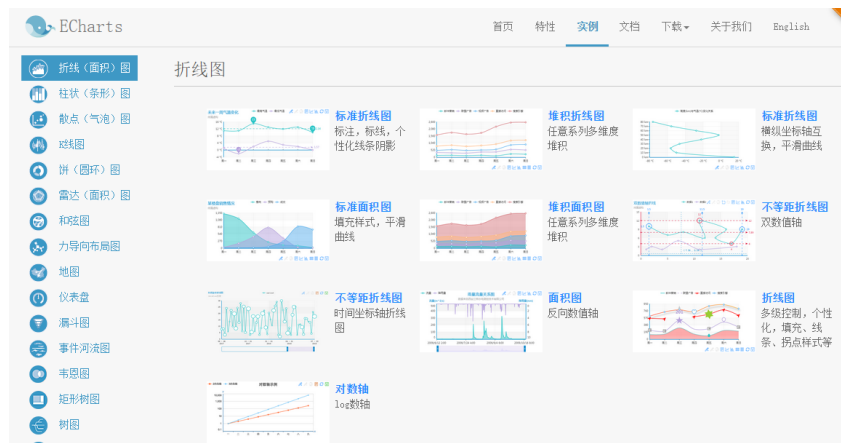 ECharts
首页 特性 实例 文档 下载 关于我们 English
折线（面积）图
柱状（条形）图
散点（气泡）图
K线图
饼（圆环）图
雷达（面积）图
和弦图
力导向布局图
地图
仪表盘
漏斗图
事件河流图
韦恩图
矩形树图
树图
折线图
标准折线图
标注，标线，个
性化线条阴影
堆积折线图
任意系列多维度
堆积
标准折线图
横纵坐标轴互
换，平滑曲线
标准面积图
填充样式，平滑
曲线
堆积面积图
任意系列多维度
堆积
不等距折线图
双数值轴
不等距折线图
时间坐标轴折线
图
面积图
反向数值轴
折线图
多级控制，个性
化，填充、线
条、拐点样式等
对数轴
log数轴